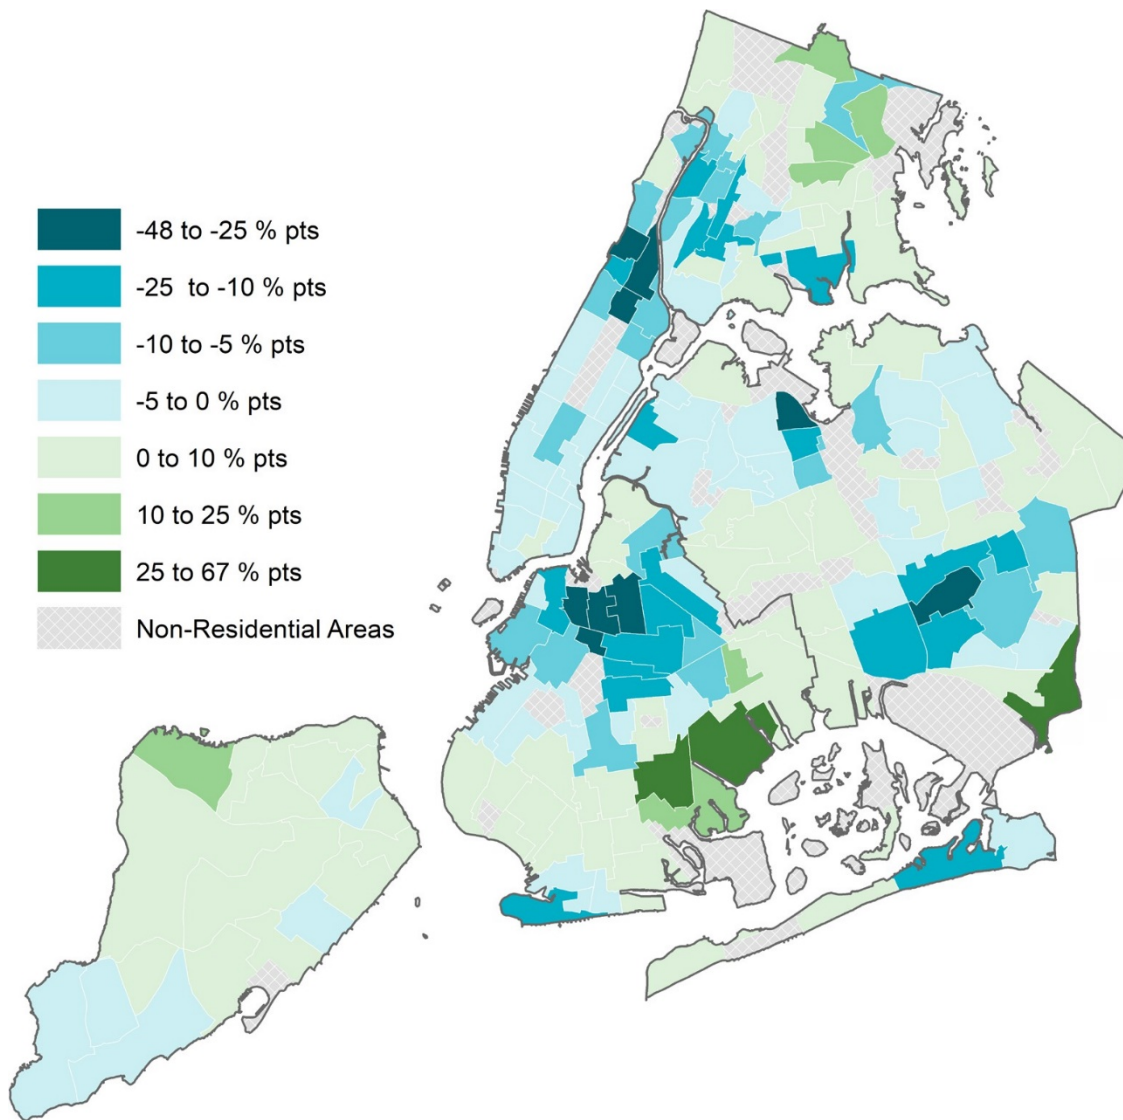 -48 to -25 % pts
-25 to -10 % pts
-10 to -5 % pts
-5 to 0 % pts
0 to 10 % pts
10 to 25 % pts
25 to 67 % pts
Non-Residential Areas